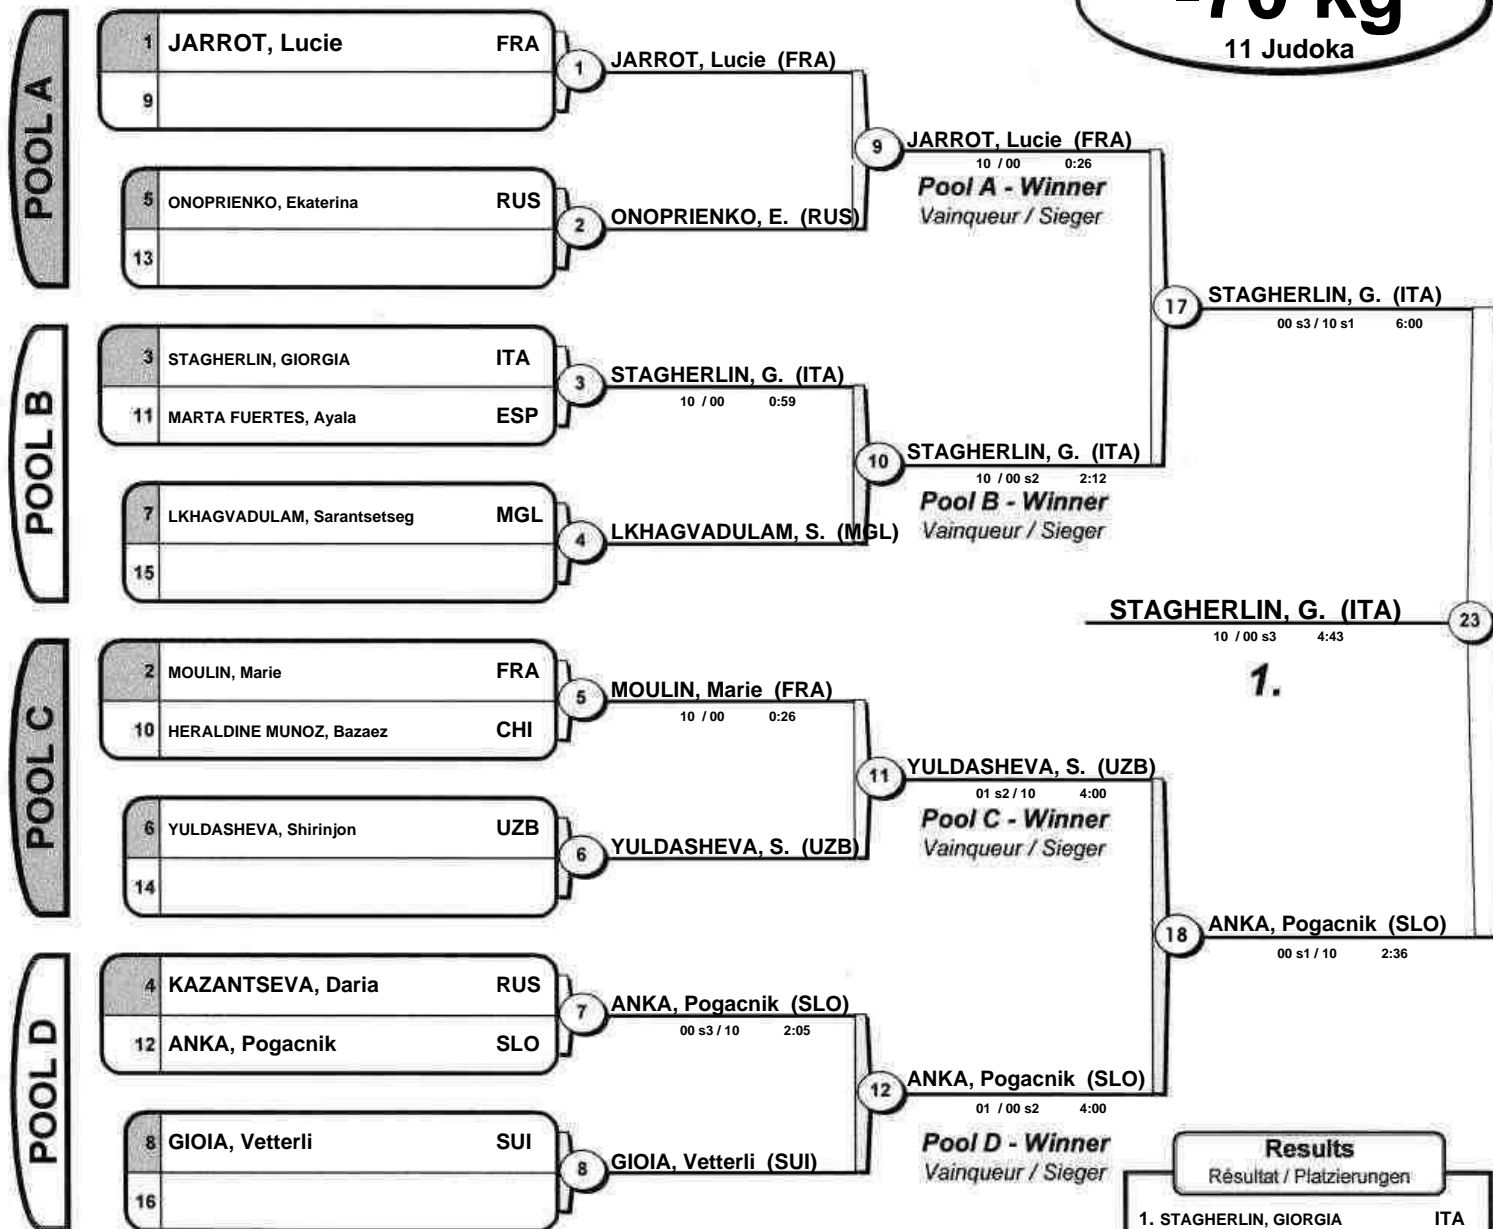 -70 kg
11 Judoka
POOL A
1 JARROT, Lucie FRA
9
5 ONOPRIENKO, Ekaterina RUS
13
1 JARROT, Lucie (FRA)
2 ONOPRIENKO, E. (RUS)
9 JARROT, Lucie (FRA)
10 / 00 0:26
Pool A - Winner
Vainqueur / Sieger
POOL B
3 STAGHERLIN, GIORGIA ITA
11 MARTA FUERTES, Ayala ESP
7 LKHAGVADULAM, Sarantsetseg MGL
15
3 STAGHERLIN, G. (ITA)
10 / 00 0:59
4 LKHAGVADULAM, S. (MGL)
10 STAGHERLIN, G. (ITA)
10 / 00 s2 2:12
Pool B - Winner
Vainqueur / Sieger
17 STAGHERLIN, G. (ITA)
00 s3 / 10 s1 6:00
POOL C
2 MOULIN, Marie FRA
10 HERALDINE MUNOZ, Bazaez CHI
6 YULDASHEVA, Shirinjon UZB
14
5 MOULIN, Marie (FRA)
10 / 00 0:26
6 YULDASHEVA, S. (UZB)
11 YULDASHEVA, S. (UZB)
01 s2 / 10 4:00
Pool C - Winner
Vainqueur / Sieger
STAGHERLIN, G. (ITA) 23
10 / 00 s3 4:43
1.
POOL D
4 KAZANTSEVA, Daria RUS
12 ANKA, Pogacnik SLO
8 GIOIA, Vetterli SUI
16
7 ANKA, Pogacnik (SLO)
00 s3 / 10 2:05
8 GIOIA, Vetterli (SUI)
12 ANKA, Pogacnik (SLO)
01 / 00 s2 4:00
Pool D - Winner
Vainqueur / Sieger
18 ANKA, Pogacnik (SLO)
00 s1 / 10 2:36
Results
Résultat / Platzierungen
1. STAGHERLIN, GIORGIA ITA